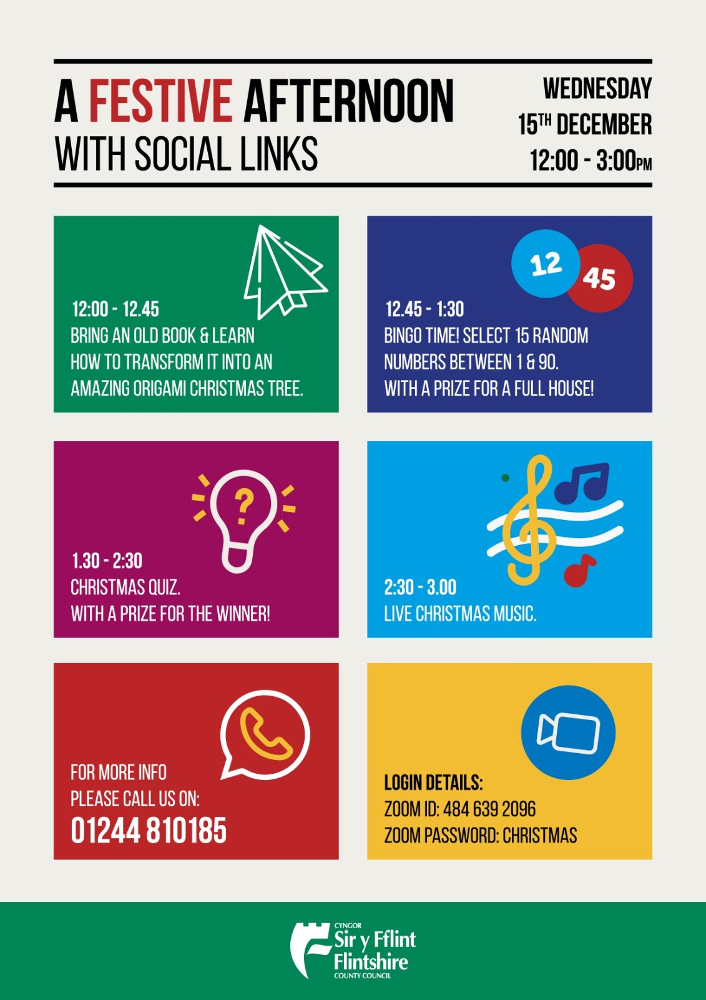 A FESTIVE AFTERNOON
WITH SOCIAL LINKS
WEDNESDAY
15TH DECEMBER
12:00 - 3:00PM
12:00 - 12.45
BRING AN OLD BOOK & LEARN
HOW TO TRANSFORM IT INTO AN
AMAZING ORIGAMI CHRISTMAS TREE.
12 45
12.45 - 1:30
BINGO TIME! SELECT 15 RANDOM
NUMBERS BETWEEN 1 & 90.
WITH A PRIZE FOR A FULL HOUSE!
?
1.30 - 2:30
CHRISTMAS QUIZ.
WITH A PRIZE FOR THE WINNER!
2:30 - 3.00
LIVE CHRISTMAS MUSIC.
FOR MORE INFO
PLEASE CALL US ON:
01244 810185
LOGIN DETAILS:
ZOOM ID: 484 639 2096
ZOOM PASSWORD: CHRISTMAS
CYNGOR
Sir y Fflint
Flintshire
COUNTY COUNCIL